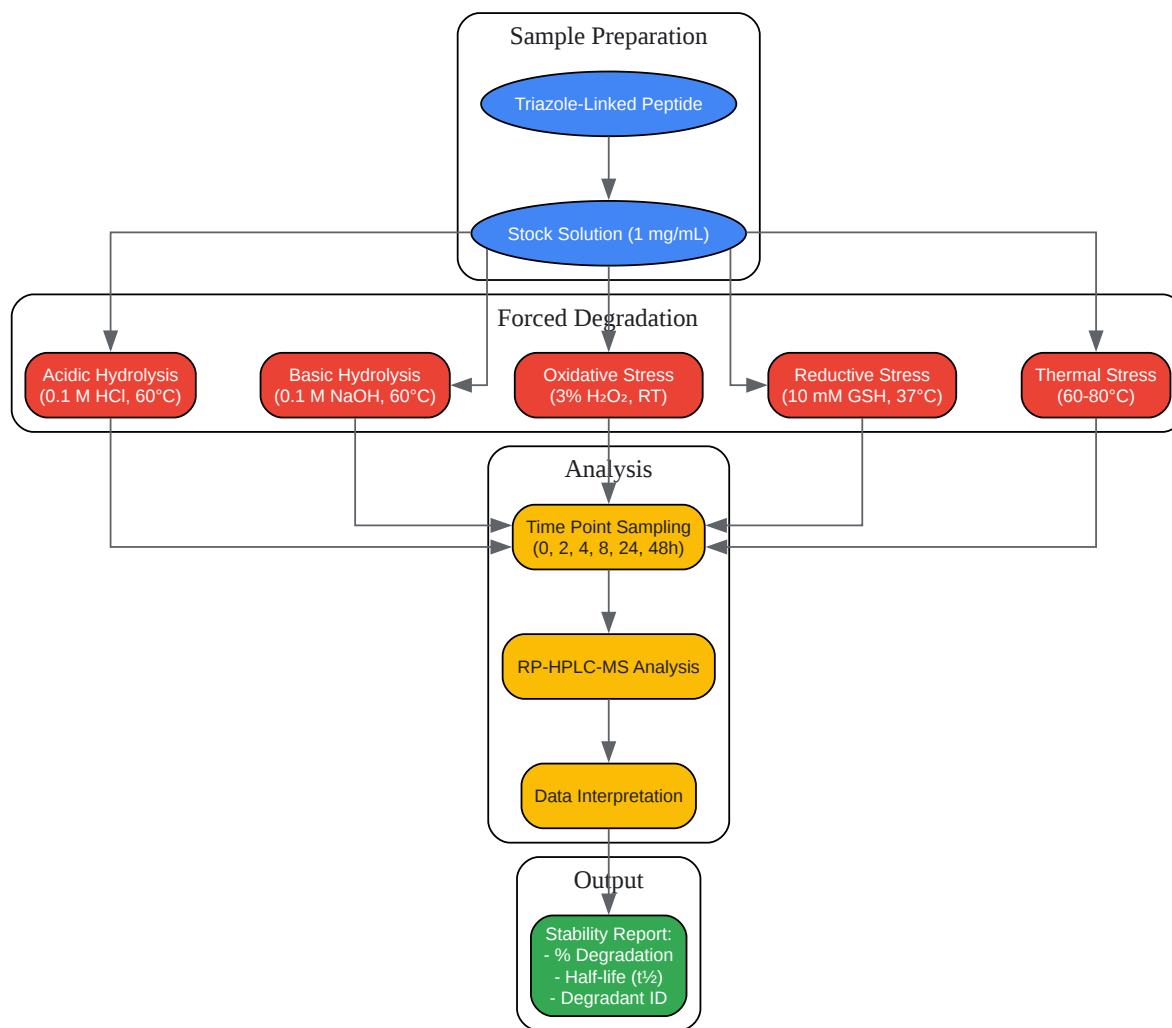 Sample Preparation
Triazole-Linked Peptide
Stock Solution (1 mg/mL)
Forced Degradation
Acidic Hydrolysis
(0.1 M HCl, 60°C)
Basic Hydrolysis
(0.1 M NaOH, 60°C)
Oxidative Stress
(3% H₂O₂, RT)
Reductive Stress
(10 mM GSH, 37°C)
Thermal Stress
(60-80°C)
Analysis
Time Point Sampling
(0, 2, 4, 8, 24, 48h)
RP-HPLC-MS Analysis
Data Interpretation
Output
Stability Report:
- % Degradation
- Half-life (t½)
- Degradant ID